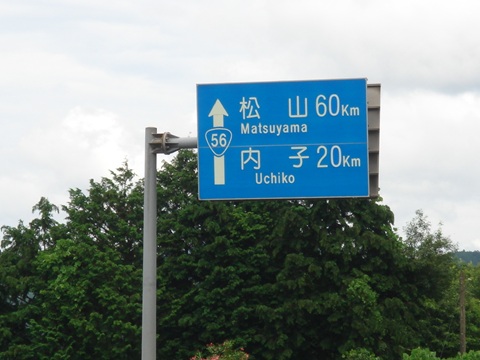 松山 60Km
Matsuyama
56
内子 20Km
Uchiko